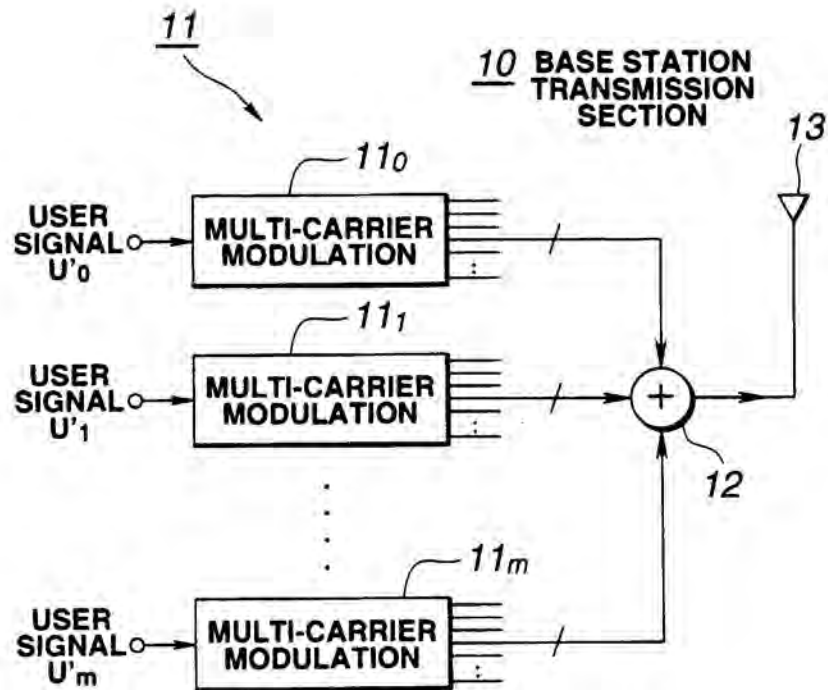 11
10 BASE STATION
TRANSMISSION
SECTION
13
11₀
USER
SIGNAL
U'₀
MULTI-CARRIER
MODULATION
11₁
USER
SIGNAL
U'₁
MULTI-CARRIER
MODULATION
+
12
11ₘ
USER
SIGNAL
U'ₘ
MULTI-CARRIER
MODULATION